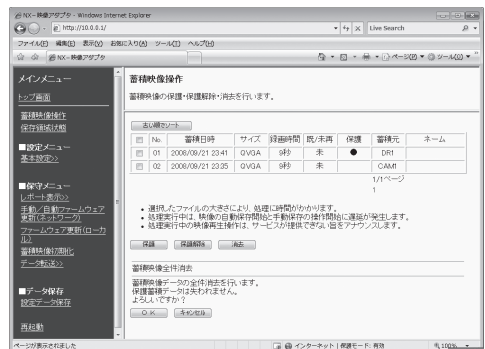 NX - 映像アダプタ - Windows Internet Explorer
http://10.0.0.1/
Live Search
ファイル(F) 編集(E) 表示(V) お気に入り(A) ツール(T) ヘルプ(H)
NX - 映像アダプタ
ページ(P) ツール(O)
メインメニュー
トップ画面
蓄積映像操作
保存領域状態
■設定メニュー
基本設定>>
■保守メニュー
レポート表示>>
手動／自動ファームウェア
更新(ネットワーク)
ファームウェア更新(ローカ
ル)
蓄積映像初期化
データ転送>>
■データ保存
設定データ保存
再起動
蓄積映像操作
蓄積映像の保護・保護解除・消去を行います。
古い順でソート
No. 蓄積日時 サイズ 録画時間 既/未再 保護 蓄積元 ネーム
01 2008/09/21 23:41 QVGA 9秒 未 ● DR1
02 2008/09/21 23:35 QVGA 9秒 未 CAM1
1/1ページ
1
• 選択したファイルの大きさにより、処理に時間がかかります。
• 処理実行中は、映像の自動保存開始と手動保存の操作開始に遅延が発生します。
• 処理実行中の映像再生操作は、サービスが提供できない旨をアナウンスします。
保護 保護解除 消去
蓄積映像全件消去
蓄積映像データの全件消去を行います。
保護蓄積データは失われません。
よろしいですか？
ＯＫ キャンセル
ページが表示されました
インターネット | 保護モード: 有効
100%